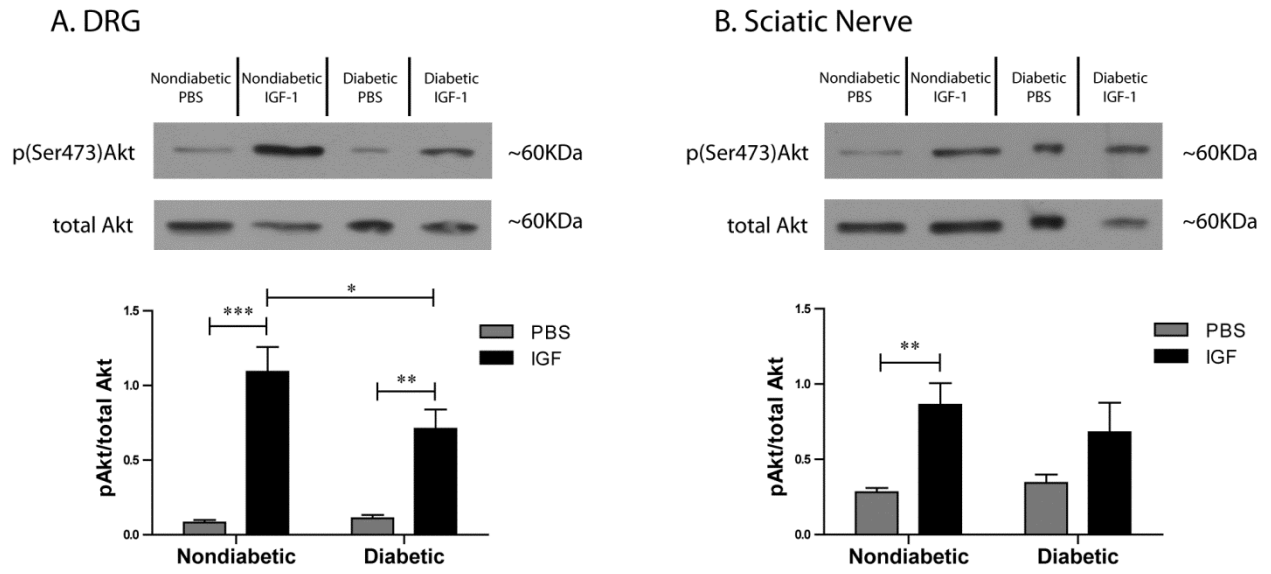 A. DRG
Nondiabetic PBS
Nondiabetic IGF-1
Diabetic PBS
Diabetic IGF-1
p(Ser473)Akt
~60KDa
total Akt
~60KDa
pAkt/total Akt
1.5
1.0
0.5
0.0
***
*
**
PBS
IGF
Nondiabetic
Diabetic
B. Sciatic Nerve
Nondiabetic PBS
Nondiabetic IGF-1
Diabetic PBS
Diabetic IGF-1
p(Ser473)Akt
~60KDa
total Akt
~60KDa
pAkt/total Akt
1.5
1.0
0.5
0.0
**
PBS
IGF
Nondiabetic
Diabetic